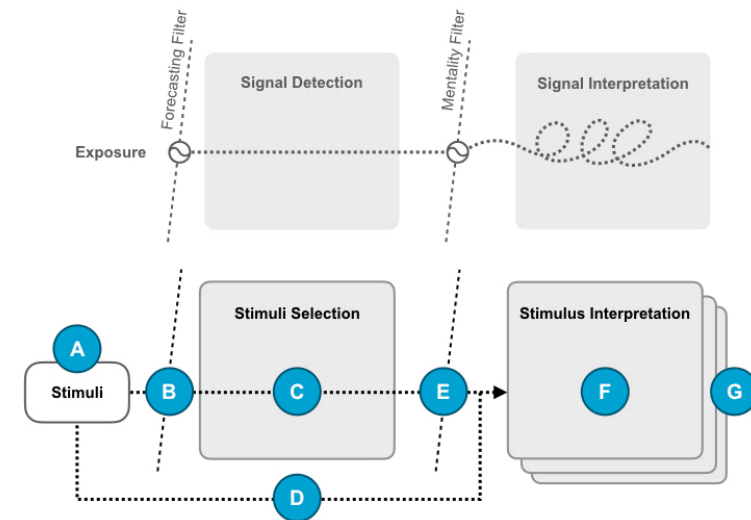 Forecasting Filter
Signal Detection
Mentality Filter
Signal Interpretation
Exposure
Stimuli Selection
Stimulus Interpretation
A
Stimuli
B
C
E
F
G
D